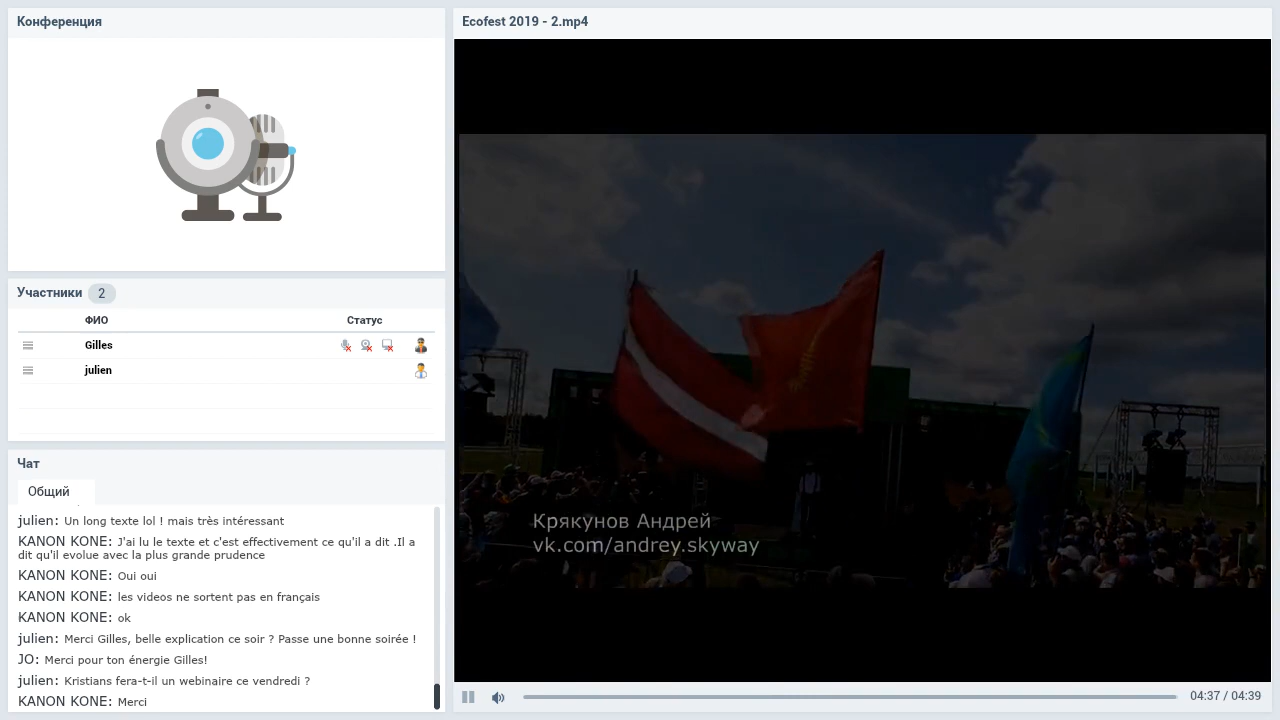 Конференция
Ecofest 2019 - 2.mp4
Участники 2
ФИО Статус
Gilles
julien
Чат
Общий
julien: Un long texte lol ! mais très intéressant
KANON KONE: J'ai lu le texte et c'est effectivement ce qu'il a dit .Il a
dit qu'il evolue avec la plus grande prudence
KANON KONE: Oui oui
KANON KONE: les videos ne sortent pas en français
KANON KONE: ok
julien: Merci Gilles, belle explication ce soir ? Passe une bonne soirée !
JO: Merci pour ton énergie Gilles!
julien: Kristians fera-t-il un webinaire ce vendredi ?
KANON KONE: Merci
Крякунов Андрей
vk.com/andrey.skyway
04:37 / 04:39